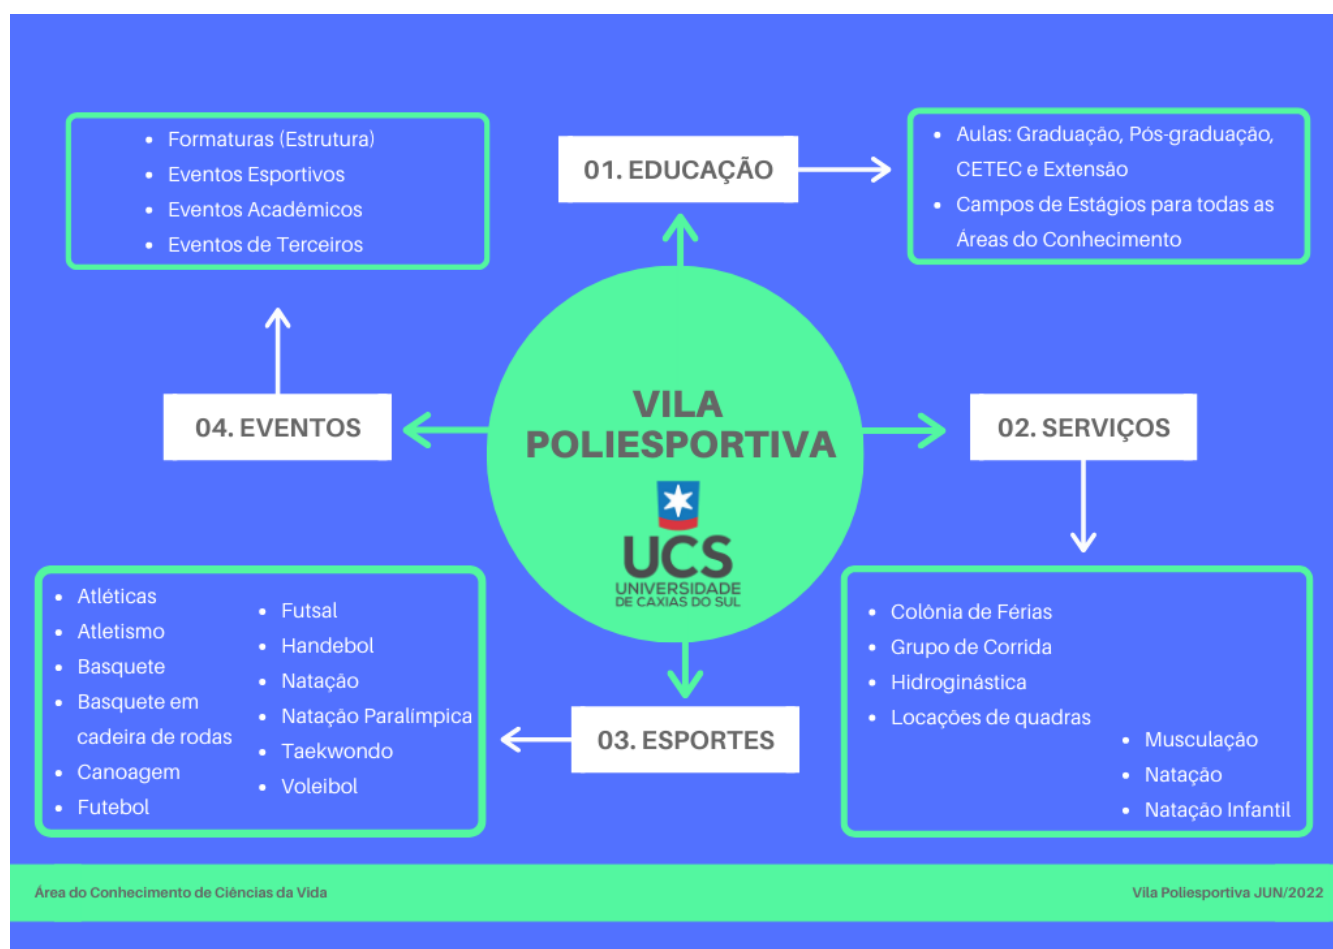 • Formaturas (Estrutura)
• Eventos Esportivos
• Eventos Acadêmicos
• Eventos de Terceiros
01. EDUCAÇÃO
• Aulas: Graduação, Pós-graduação,
CETEC e Extensão
• Campos de Estágios para todas as
Áreas do Conhecimento
04. EVENTOS
VILA
POLIESPORTIVA
UCS
UNIVERSIDADE
DE CAXIAS DO SUL
02. SERVIÇOS
• Atléticas
• Atletismo
• Basquete
• Basquete em
cadeira de rodas
• Canoagem
• Futebol
• Futsal
• Handebol
• Natação
• Natação Paralímpica
• Taekwondo
• Voleibol
03. ESPORTES
• Colônia de Férias
• Grupo de Corrida
• Hidroginástica
• Locações de quadras
• Musculação
• Natação
• Natação Infantil
Área do Conhecimento de Ciências da Vida
Vila Poliesportiva JUN/2022